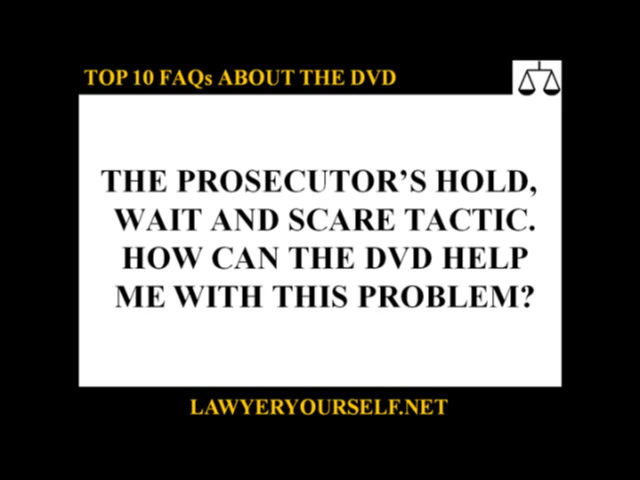 TOP 10 FAQs ABOUT THE DVD
THE PROSECUTOR'S HOLD,
WAIT AND SCARE TACTIC.
HOW CAN THE DVD HELP
ME WITH THIS PROBLEM?
LAWYERYOURSELF.NET